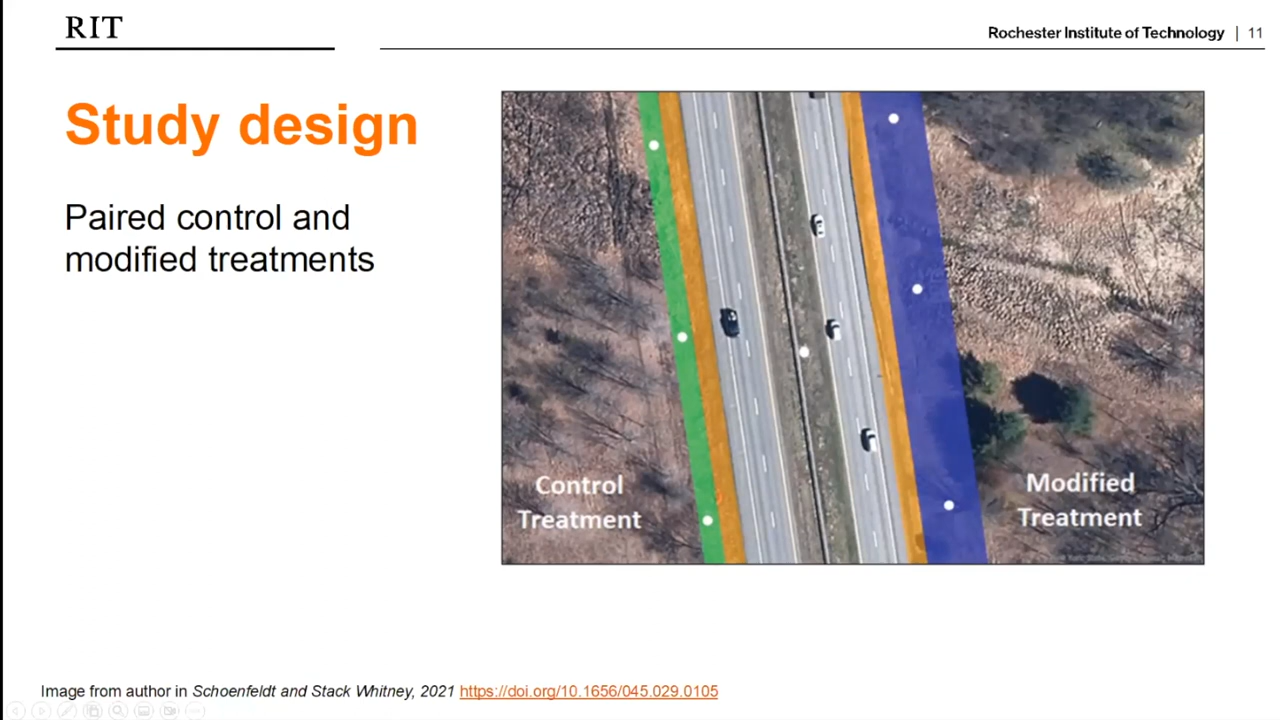 RIT
Rochester Institute of Technology | 11
Study design
Paired control and
modified treatments
Control
Treatment
Modified
Treatment
Image from author in Schoenfeldt and Stack Whitney, 2021 https://doi.org/10.1656/045.029.0105